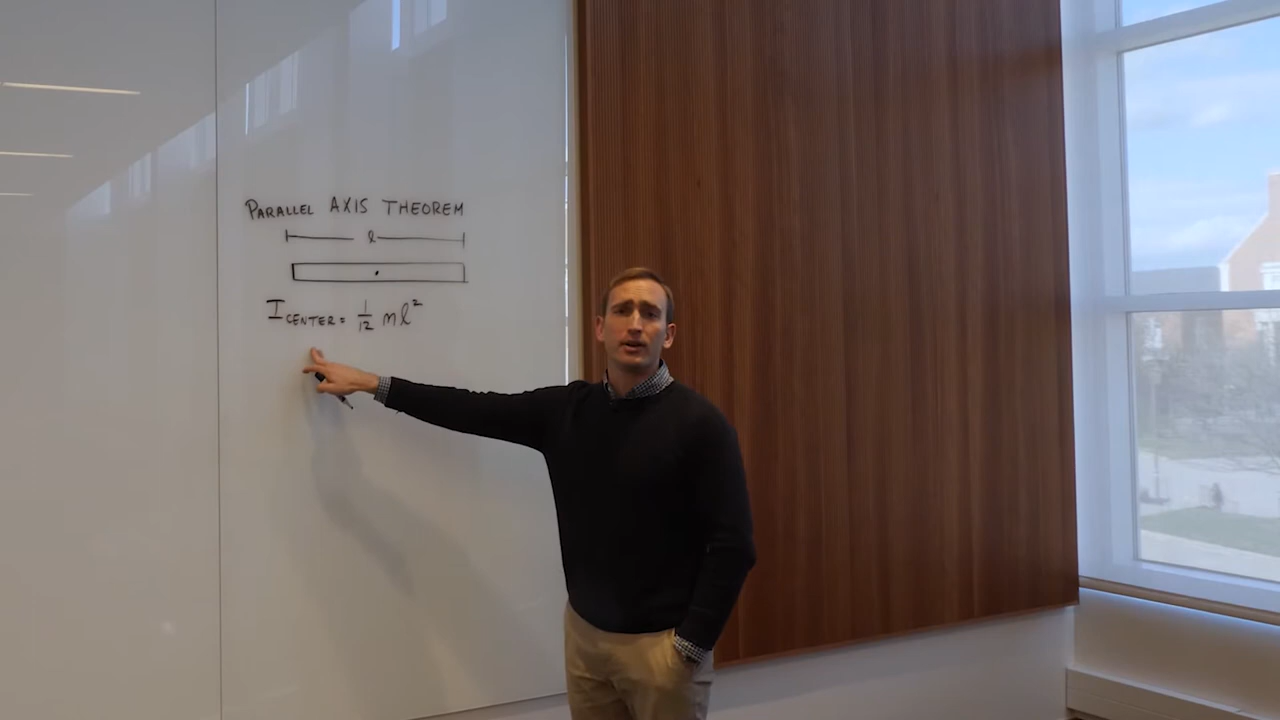 PARALLEL AXIS THEOREM
l
I CENTER = 1/12 ml²